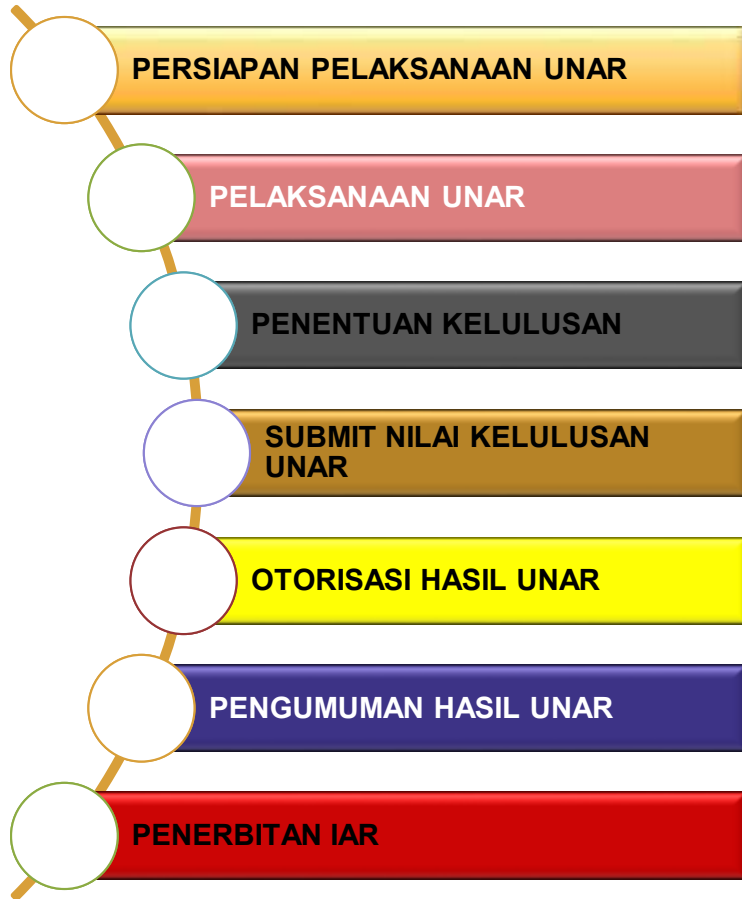 PERSIAPAN PELAKSANAAN UNAR
PELAKSANAAN UNAR
PENENTUAN KELULUSAN
SUBMIT NILAI KELULUSAN
UNAR
OTORISASI HASIL UNAR
PENGUMUMAN HASIL UNAR
PENERBITAN IAR